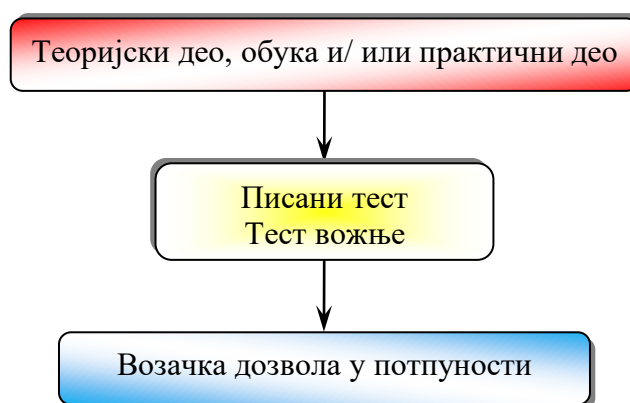 Теоријски део, обука и/ или практични део
Писани тест
Тест вожње
Возачка дозвола у потпуности